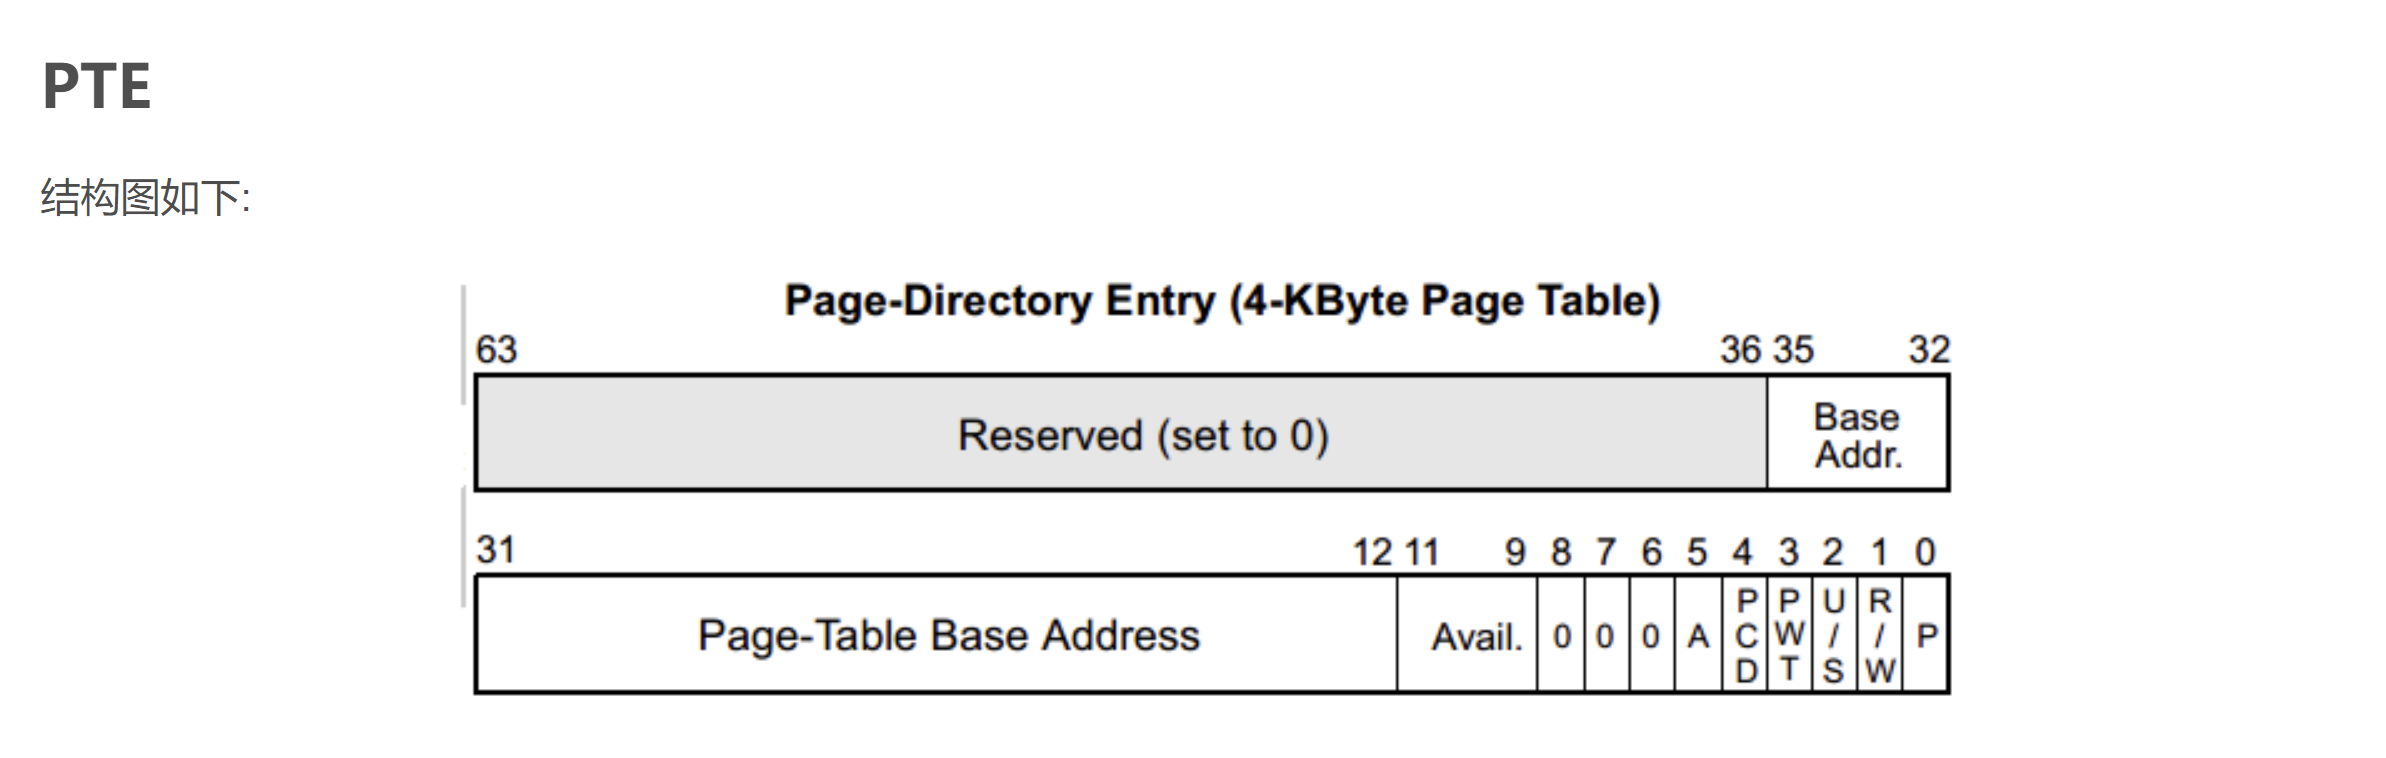 PTE
结构图如下:
Page-Directory Entry (4-KByte Page Table)
63 36 35 32
Reserved (set to 0) Base Addr.
31 12 11 9 8 7 6 5 4 3 2 1 0
Page-Table Base Address Avail. 0 0 0 A PCD PWT U/S R/W P